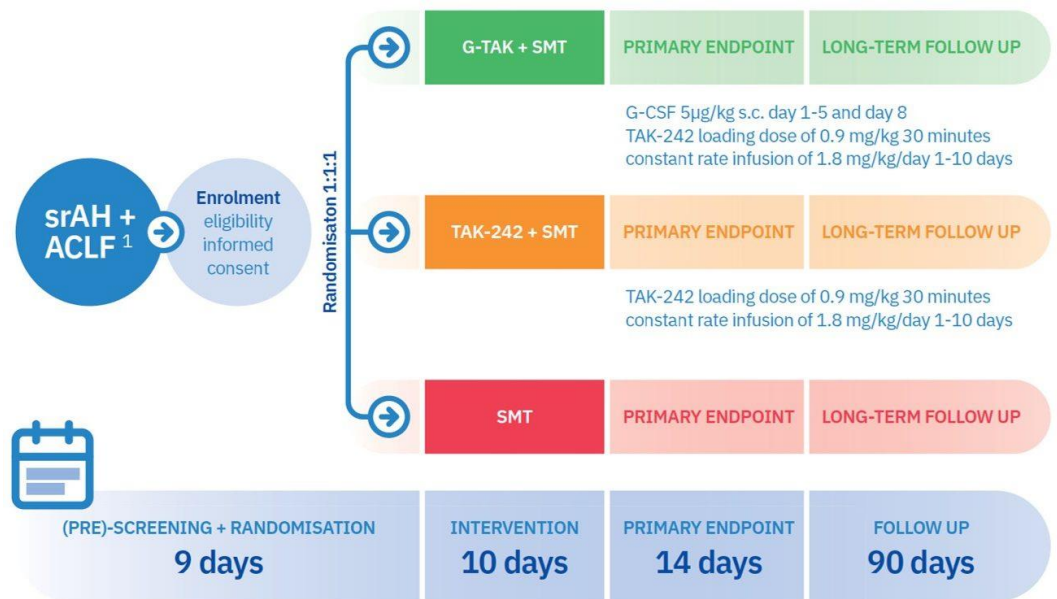 srAH +
ACLF 1
Enrolment
eligibility
informed
consent
Randomisaton 1:1:1
G-TAK + SMT
PRIMARY ENDPOINT
LONG-TERM FOLLOW UP
G-CSF 5µg/kg s.c. day 1-5 and day 8
TAK-242 loading dose of 0.9 mg/kg 30 minutes
constant rate infusion of 1.8 mg/kg/day 1-10 days
TAK-242 + SMT
PRIMARY ENDPOINT
LONG-TERM FOLLOW UP
TAK-242 loading dose of 0.9 mg/kg 30 minutes
constant rate infusion of 1.8 mg/kg/day 1-10 days
SMT
PRIMARY ENDPOINT
LONG-TERM FOLLOW UP
(PRE)-SCREENING + RANDOMISATION
9 days
INTERVENTION
10 days
PRIMARY ENDPOINT
14 days
FOLLOW UP
90 days